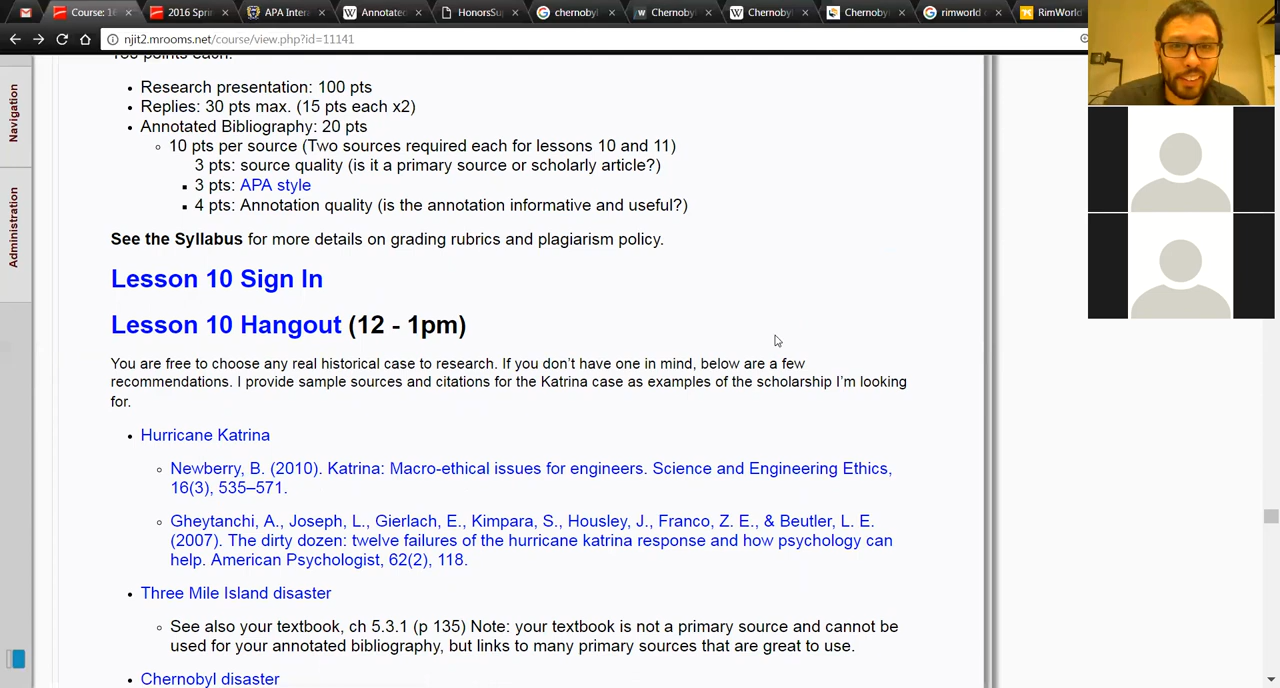 Course: 1
2016 Spri
APA Inter
Annotated
HonorsSu
chernobyl
Chernoby
Chernobyl
Chernoby
rimworld
RimWorld
njit2.mrooms.net/course/view.php?id=11141
Navigation
Administration
100 points each:
Research presentation: 100 pts
Replies: 30 pts max. (15 pts each x2)
Annotated Bibliography: 20 pts
10 pts per source (Two sources required each for lessons 10 and 11)
3 pts: source quality (is it a primary source or scholarly article?)
3 pts: APA style
4 pts: Annotation quality (is the annotation informative and useful?)
See the Syllabus for more details on grading rubrics and plagiarism policy.
Lesson 10 Sign In
Lesson 10 Hangout (12 - 1pm)
You are free to choose any real historical case to research. If you don't have one in mind, below are a few
recommendations. I provide sample sources and citations for the Katrina case as examples of the scholarship I'm looking
for.
Hurricane Katrina
Newberry, B. (2010). Katrina: Macro-ethical issues for engineers. Science and Engineering Ethics,
16(3), 535–571.
Gheytanchi, A., Joseph, L., Gierlach, E., Kimpara, S., Housley, J., Franco, Z. E., & Beutler, L. E.
(2007). The dirty dozen: twelve failures of the hurricane katrina response and how psychology can
help. American Psychologist, 62(2), 118.
Three Mile Island disaster
See also your textbook, ch 5.3.1 (p 135) Note: your textbook is not a primary source and cannot be
used for your annotated bibliography, but links to many primary sources that are great to use.
Chernobyl disaster